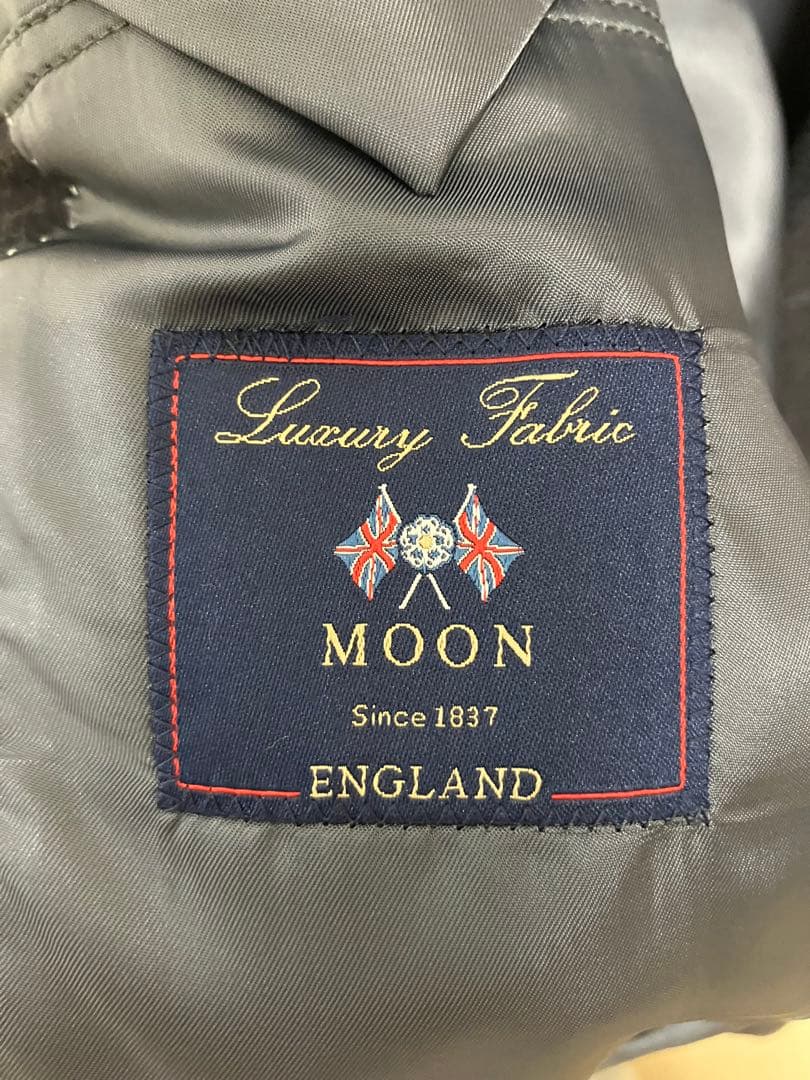 Luxury Fabric
MOON
Since 1837
ENGLAND